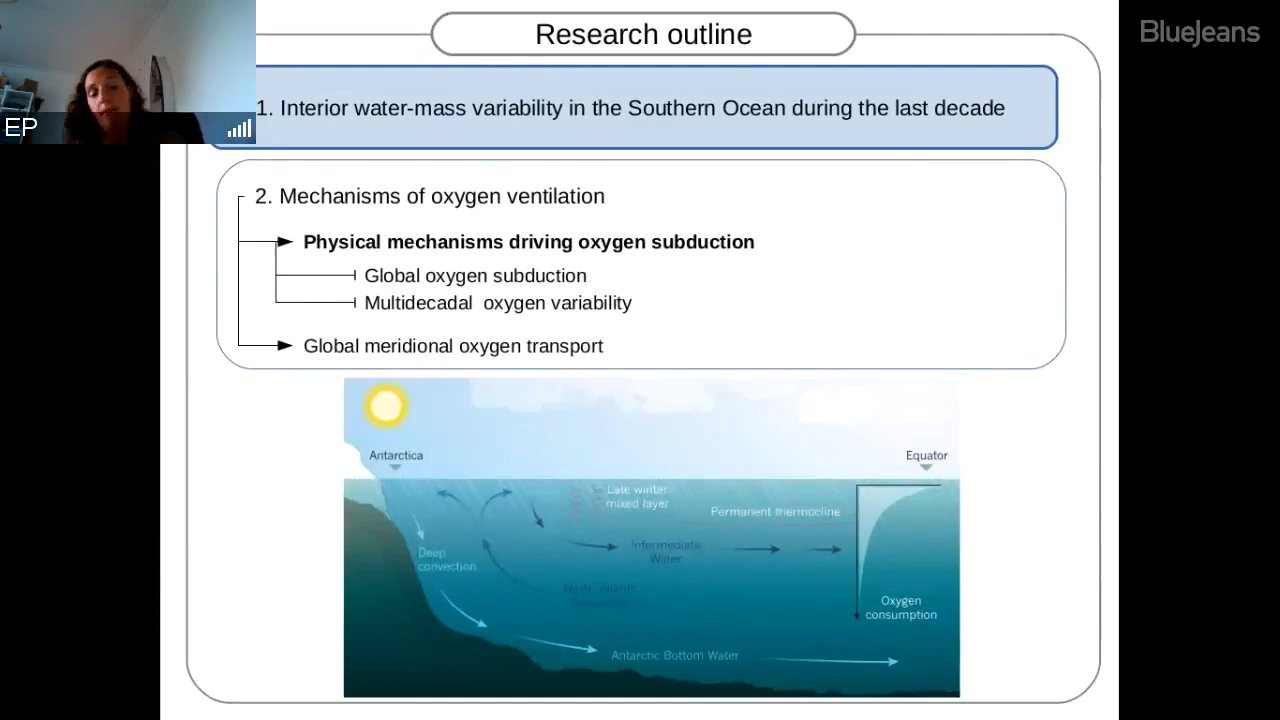 Research outline
BlueJeans
1. Interior water-mass variability in the Southern Ocean during the last decade
EP
2. Mechanisms of oxygen ventilation
Physical mechanisms driving oxygen subduction
Global oxygen subduction
Multidecadal oxygen variability
Global meridional oxygen transport
Antarctica
Equator
Late winter
mixed layer
Permanent thermocline
Intermediate
Water
Deep
convection
Oxygen
consumption
Antarctic Bottom Water